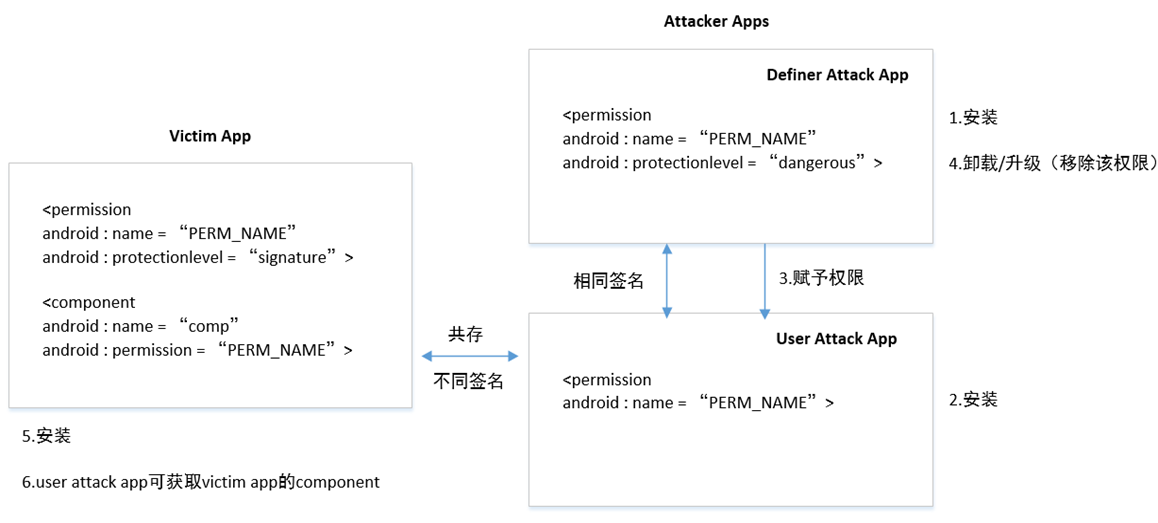 Attacker Apps
Definer Attack App
<permission
android : name = “PERM_NAME”
android : protectionlevel = “dangerous” >
1.安装
4.卸载/升级（移除该权限）
Victim App
<permission
android : name = “PERM_NAME”
android : protectionlevel = “signature” >
<component
android : name = “comp”
android : permission = “PERM_NAME” >
5.安装
6.user attack app可获取victim app的component
相同签名
3.赋予权限
共存
不同签名
User Attack App
<permission
android : name = “PERM_NAME” >
2.安装